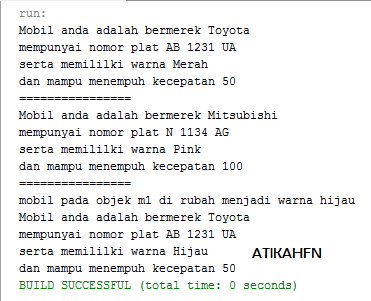 run:
Mobil anda adalah bermerek Toyota
mempunyai nomor plat AB 1231 UA
serta memililki warna Merah
dan mampu menempuh kecepatan 50
================
Mobil anda adalah bermerek Mitsubishi
mempunyai nomor plat N 1134 AG
serta memililki warna Pink
dan mampu menempuh kecepatan 100
================
mobil pada objek m1 di rubah menjadi warna hijau
Mobil anda adalah bermerek Toyota
mempunyai nomor plat AB 1231 UA
serta memililki warna Hijau ATIKAHFN
dan mampu menempuh kecepatan 50
BUILD SUCCESSFUL (total time: 0 seconds)